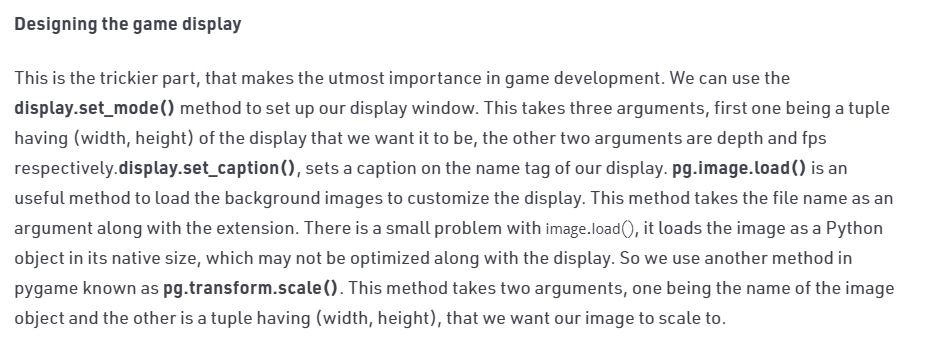 Designing the game display
This is the trickier part, that makes the utmost importance in game development. We can use the
display.set_mode() method to set up our display window. This takes three arguments, first one being a tuple
having (width, height) of the display that we want it to be, the other two arguments are depth and fps
respectively.display.set_caption(), sets a caption on the name tag of our display. pg.image.load() is an
useful method to load the background images to customize the display. This method takes the file name as an
argument along with the extension. There is a small problem with image.load(), it loads the image as a Python
object in its native size, which may not be optimized along with the display. So we use another method in
pygame known as pg.transform.scale(). This method takes two arguments, one being the name of the image
object and the other is a tuple having (width, height), that we want our image to scale to.